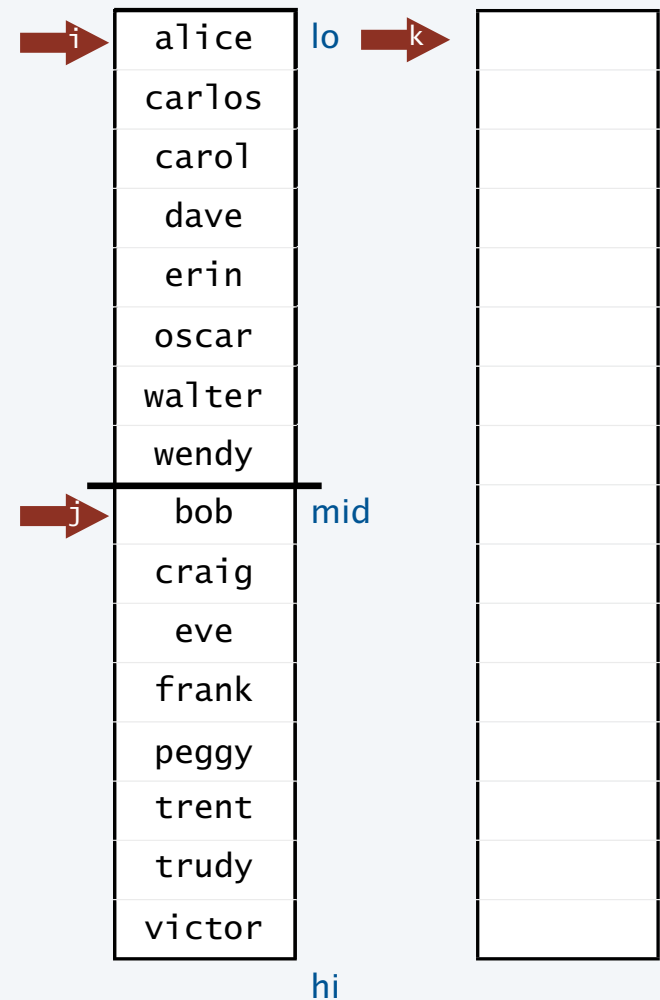 i alice lo k
carlos
carol
dave
erin
oscar
walter
wendy
j bob mid
craig
eve
frank
peggy
trent
trudy
victor
hi